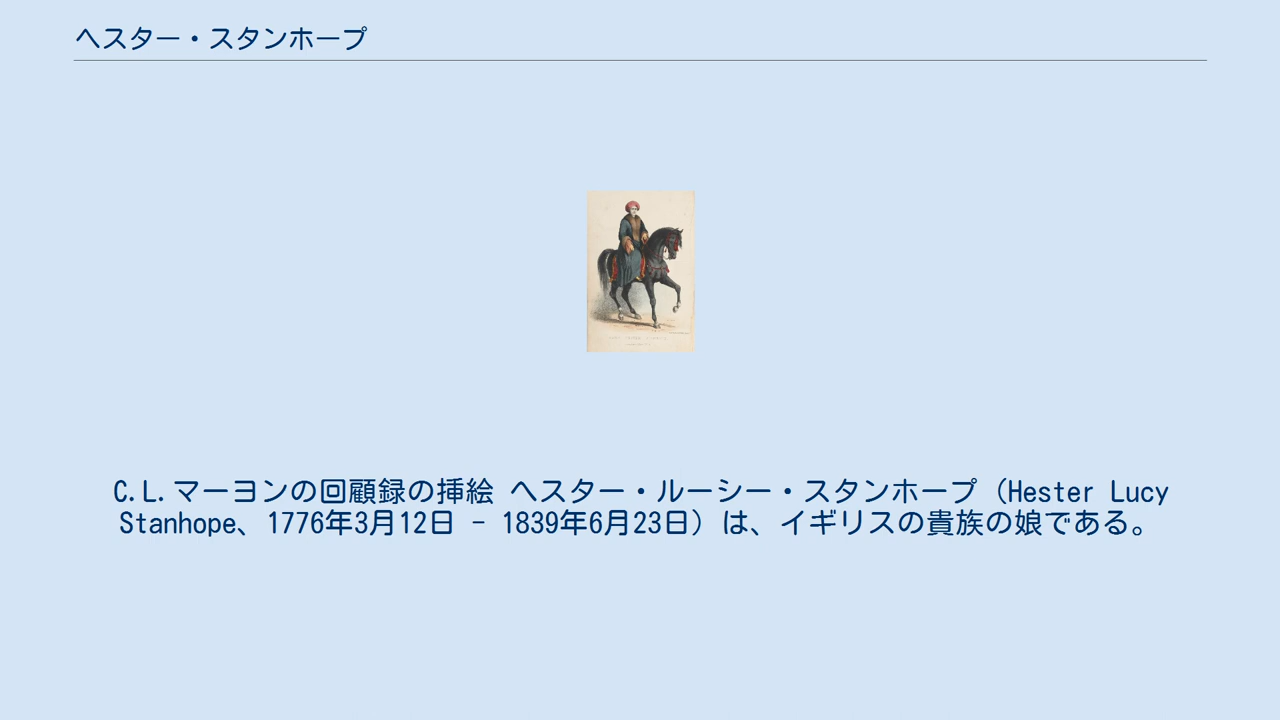 ヘスター・スタンホープ
C.L.マーヨンの回顧録の挿絵 ヘスター・ルーシー・スタンホープ（Hester Lucy
Stanhope、1776年3月12日 - 1839年6月23日）は、イギリスの貴族の娘である。